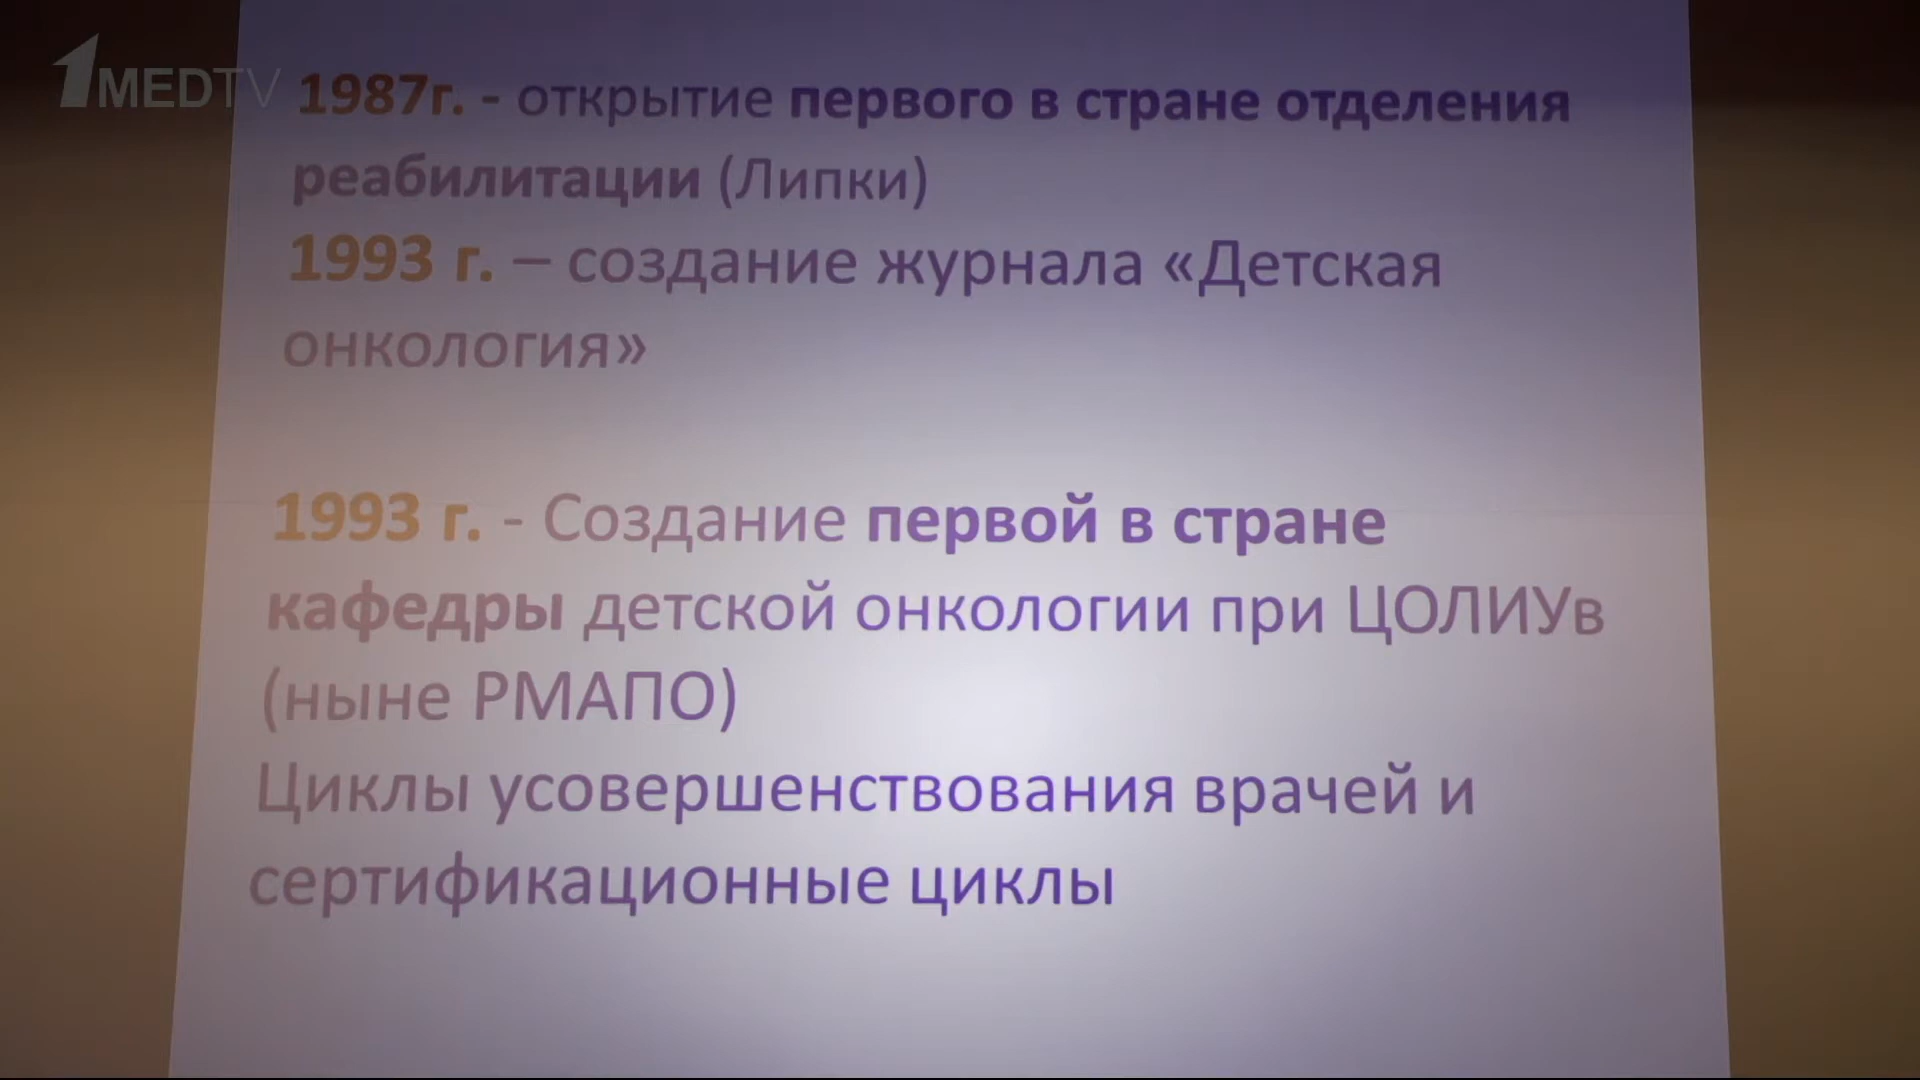 1MEDTV
1987г. - открытие первого в стране отделения
реабилитации (Липки)
1993 г. – создание журнала «Детская
онкология»
1993 г. - Создание первой в стране
кафедры детской онкологии при ЦОЛИУв
(ныне РМАПО)
Циклы усовершенствования врачей и
сертификационные циклы